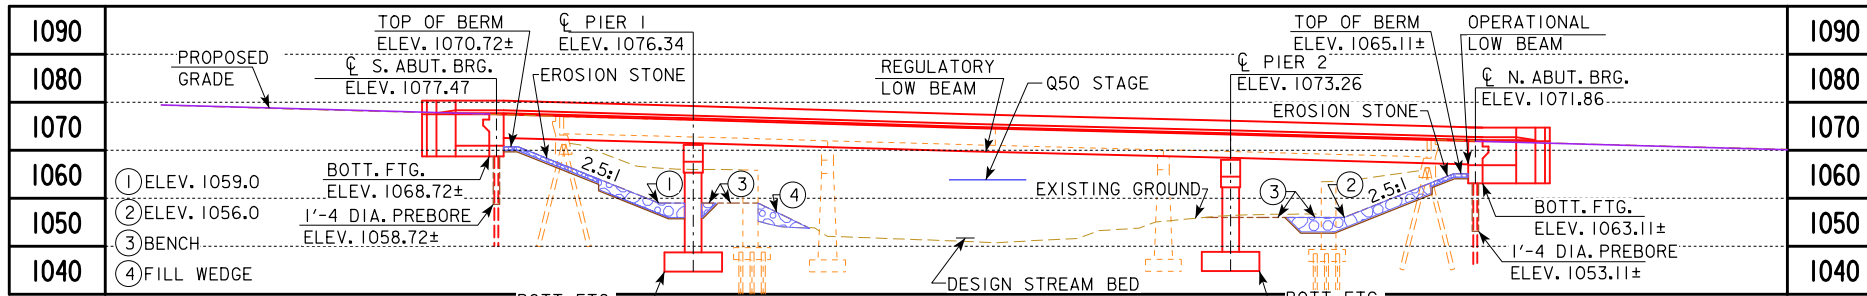 1090
1080
1070
1060
1050
1040
PROPOSED
GRADE
TOP OF BERM
ELEV. 1070.72±
℄ S. ABUT. BRG.
ELEV. 1077.47
℄ PIER 1
ELEV. 1076.34
EROSION STONE
REGULATORY
LOW BEAM
Q50 STAGE
TOP OF BERM
ELEV. 1065.11±
OPERATIONAL
LOW BEAM
℄ PIER 2
ELEV. 1073.26
℄ N. ABUT. BRG.
ELEV. 1071.86
EROSION STONE
1 ELEV. 1059.0
2 ELEV. 1056.0
3 BENCH
4 FILL WEDGE
BOTT. FTG.
ELEV. 1068.72±
1'-4 DIA. PREBORE
ELEV. 1058.72±
2.5:1
1
3
4
EXISTING GROUND
3
2
2.5:1
BOTT. FTG.
ELEV. 1063.11±
1'-4 DIA. PREBORE
ELEV. 1053.11±
DESIGN STREAM BED
BOTT. FTG.
BOTT. FTG.
1090
1080
1070
1060
1050
1040